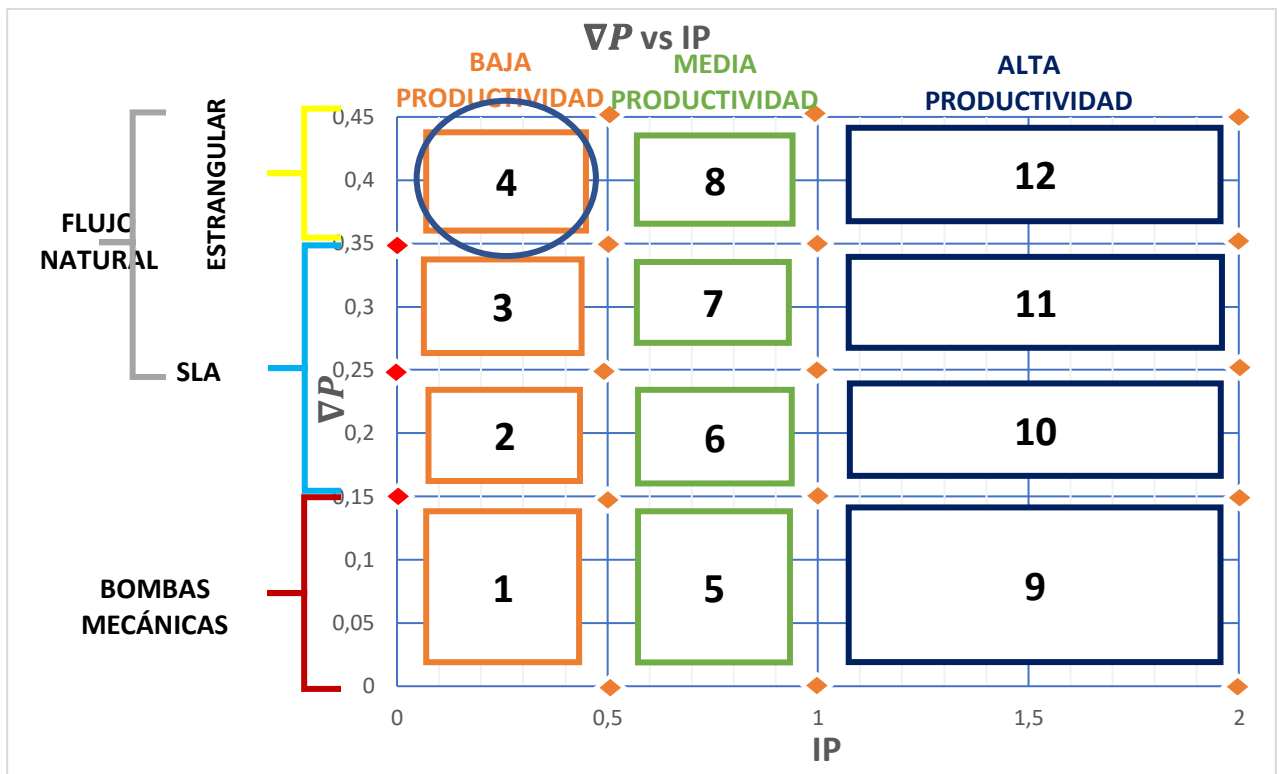 ∇P vs IP
BAJA
PRODUCTIVIDAD
MEDIA
PRODUCTIVIDAD
ALTA
PRODUCTIVIDAD
FLUJO
NATURAL
ESTRANGULAR
SLA
BOMBAS
MECÁNICAS
∇P
0,45
0,4
0,35
0,3
0,25
0,2
0,15
0,1
0,05
0
4
8
12
3
7
11
2
6
10
1
5
9
0
0,5
1
1,5
2
IP